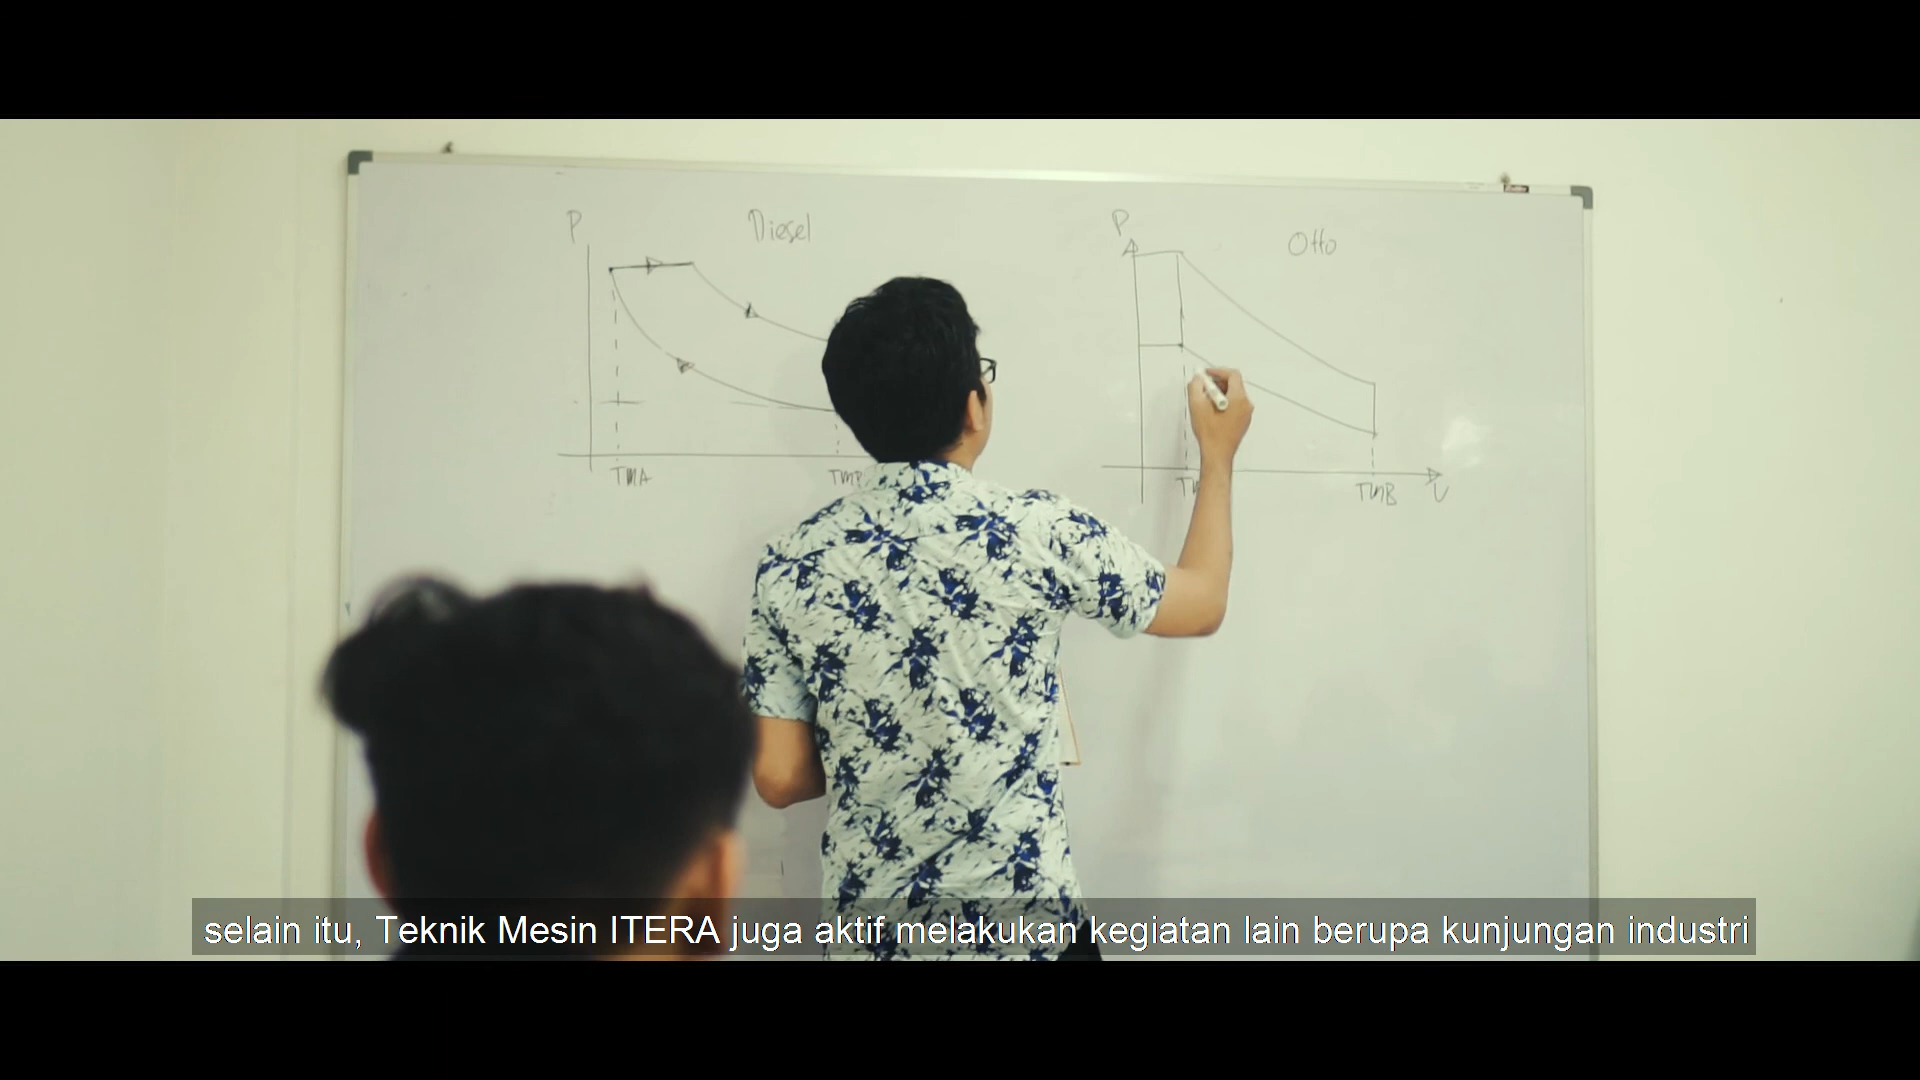 P Diesel
TMA
P Otto
TMB V
selain itu, Teknik Mesin ITERA juga aktif melakukan kegiatan lain berupa kunjungan industri